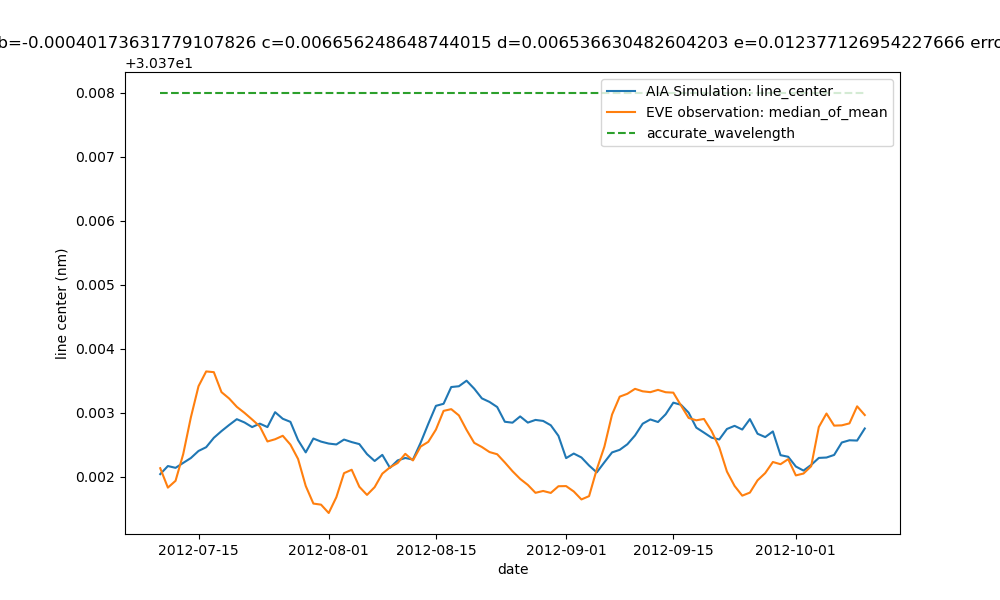 b=-0.00040173631779107826 c=0.006656248648744015 d=0.006536630482604203 e=0.012377126954227666
+3.037e1
0.008
0.007
0.006
0.005
0.004
0.003
0.002
line center (nm)
AIA Simulation: line_center
EVE observation: median_of_mean
accurate_wavelength
2012-07-15 2012-08-01 2012-08-15 2012-09-01 2012-09-15 2012-10-01
date